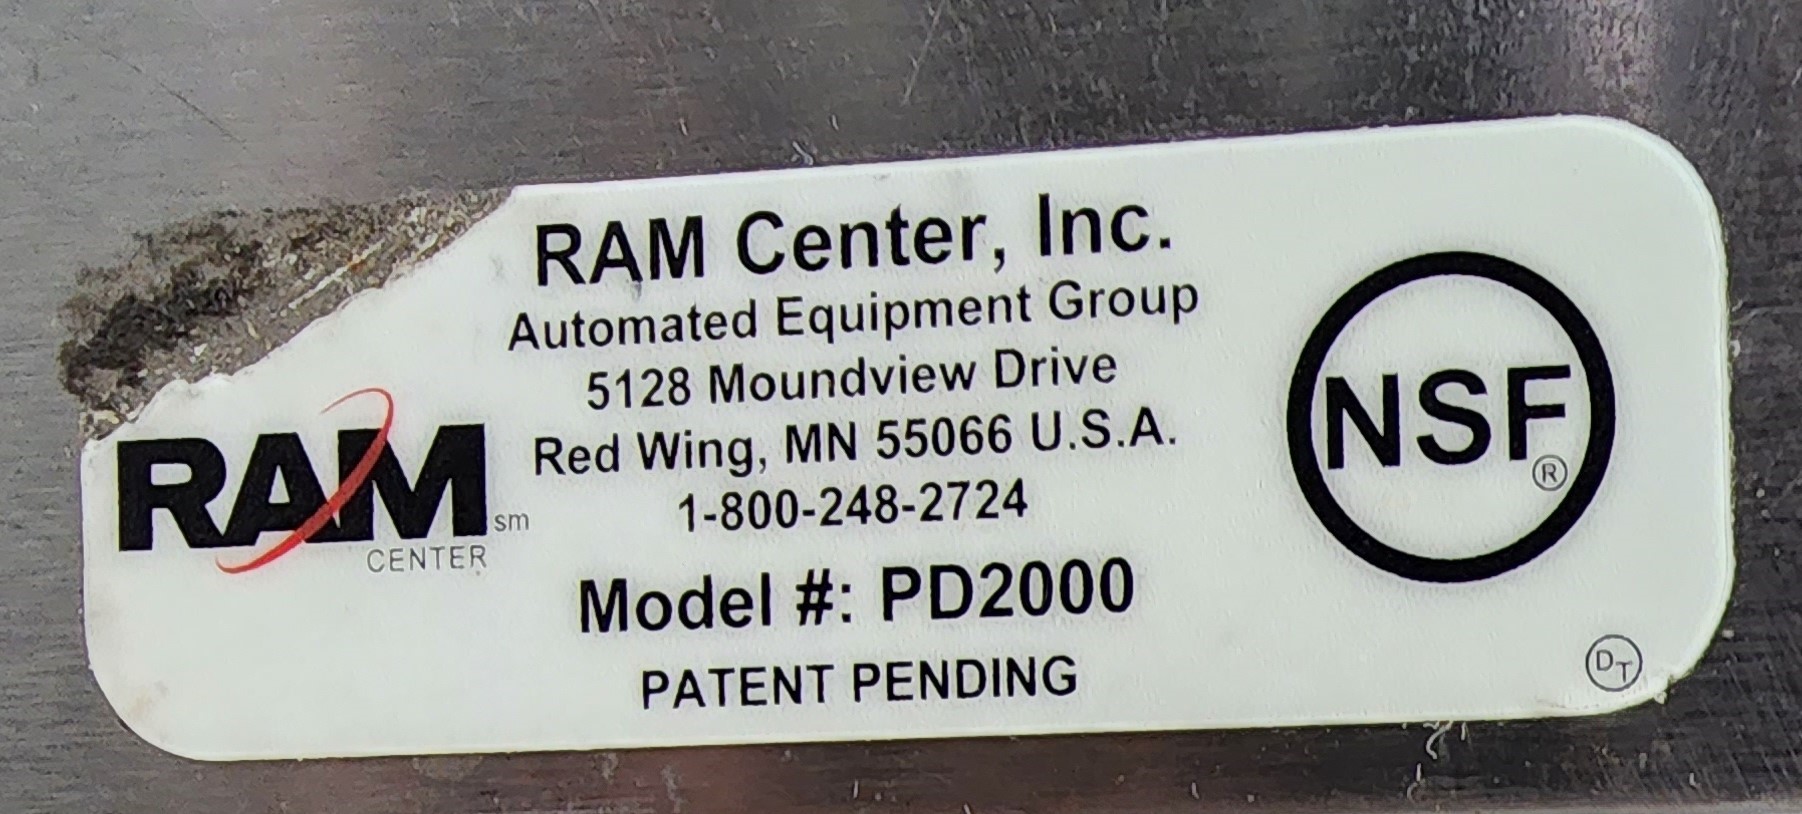 RAM Center, Inc.
Automated Equipment Group
5128 Moundview Drive
Red Wing, MN 55066 U.S.A.
1-800-248-2724
Model #: PD2000
PATENT PENDING
RAM sm
CENTER
NSF ®
DT